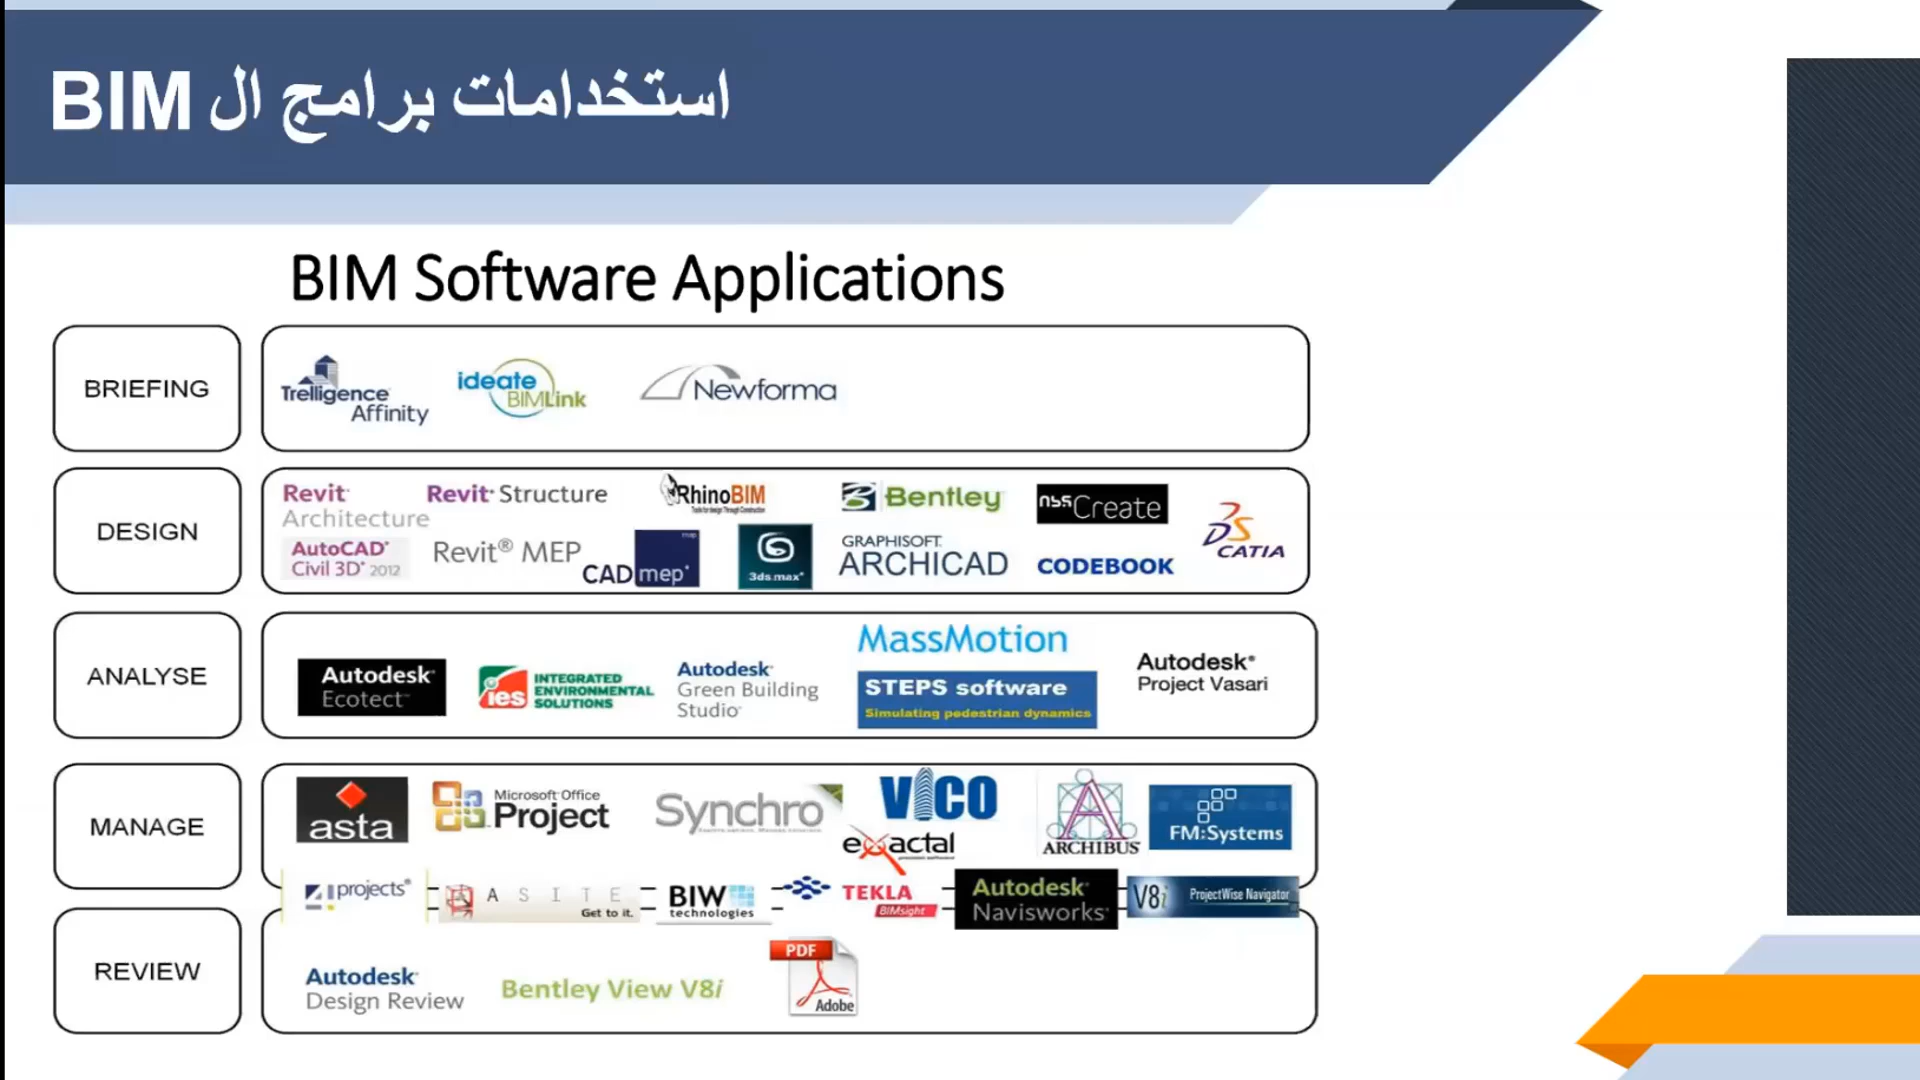 استخدامات برامج ال BIM
BIM Software Applications
BRIEFING
Trelligence
Affinity
ideate
BIMLink
Newforma
DESIGN
Revit
Architecture
Revit Structure
RhinoBIM
Bentley
nbs Create
CATIA
AutoCAD
Civil 3D 2012
Revit® MEP
CADmep
3ds max
GRAPHISOFT
ARCHICAD
CODEBOOK
ANALYSE
Autodesk
Ecotect
ies
INTEGRATED
ENVIRONMENTAL
SOLUTIONS
Autodesk
Green Building
Studio
MassMotion
STEPS software
Simulating pedestrian dynamics
Autodesk®
Project Vasari
MANAGE
asta
Microsoft Office
Project
Synchro
VICO
exactal
ARCHIBUS
FM:Systems
4projects
ASITE
Get to it.
BIW
technologies
TEKLA
BIMsight
Autodesk
Navisworks
V8i
ProjectWise Navigator
REVIEW
Autodesk
Design Review
Bentley View V8i
PDF
Adobe